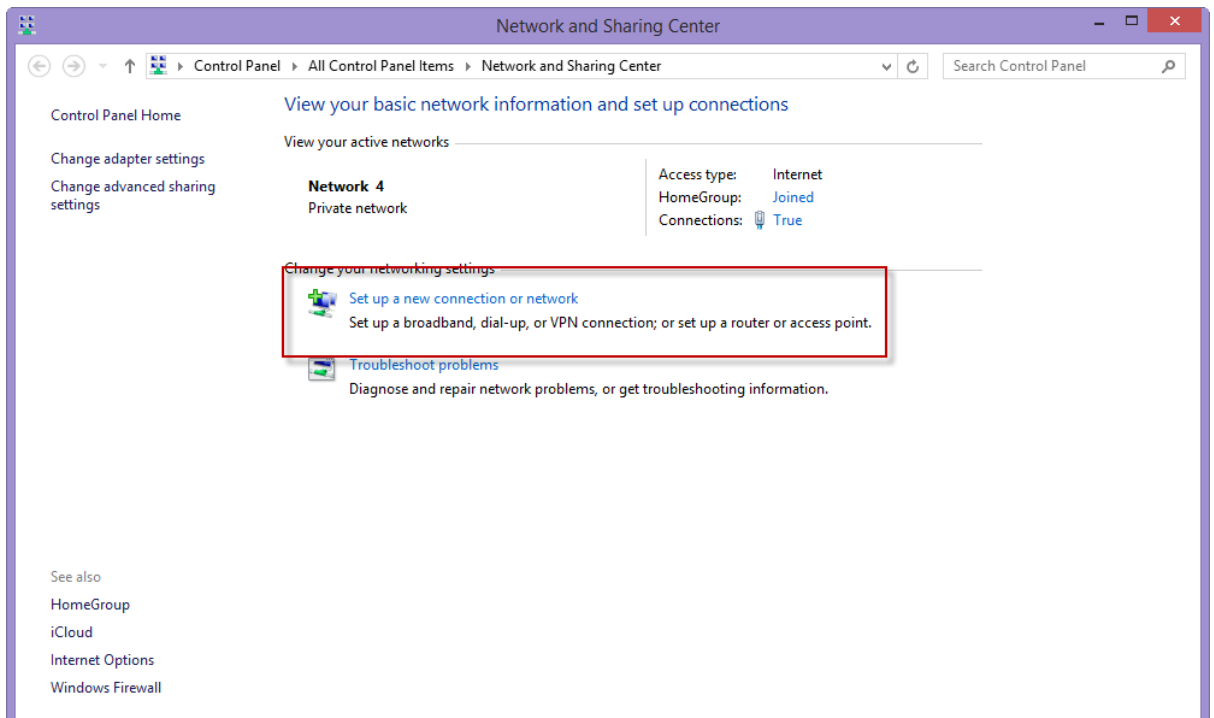 Network and Sharing Center
Control Panel All Control Panel Items Network and Sharing Center
Search Control Panel
Control Panel Home
Change adapter settings
Change advanced sharing
settings
View your basic network information and set up connections
View your active networks
Network 4
Private network
Access type: Internet
HomeGroup: Joined
Connections: True
Change your networking settings
Set up a new connection or network
Set up a broadband, dial-up, or VPN connection; or set up a router or access point.
Troubleshoot problems
Diagnose and repair network problems, or get troubleshooting information.
See also
HomeGroup
iCloud
Internet Options
Windows Firewall